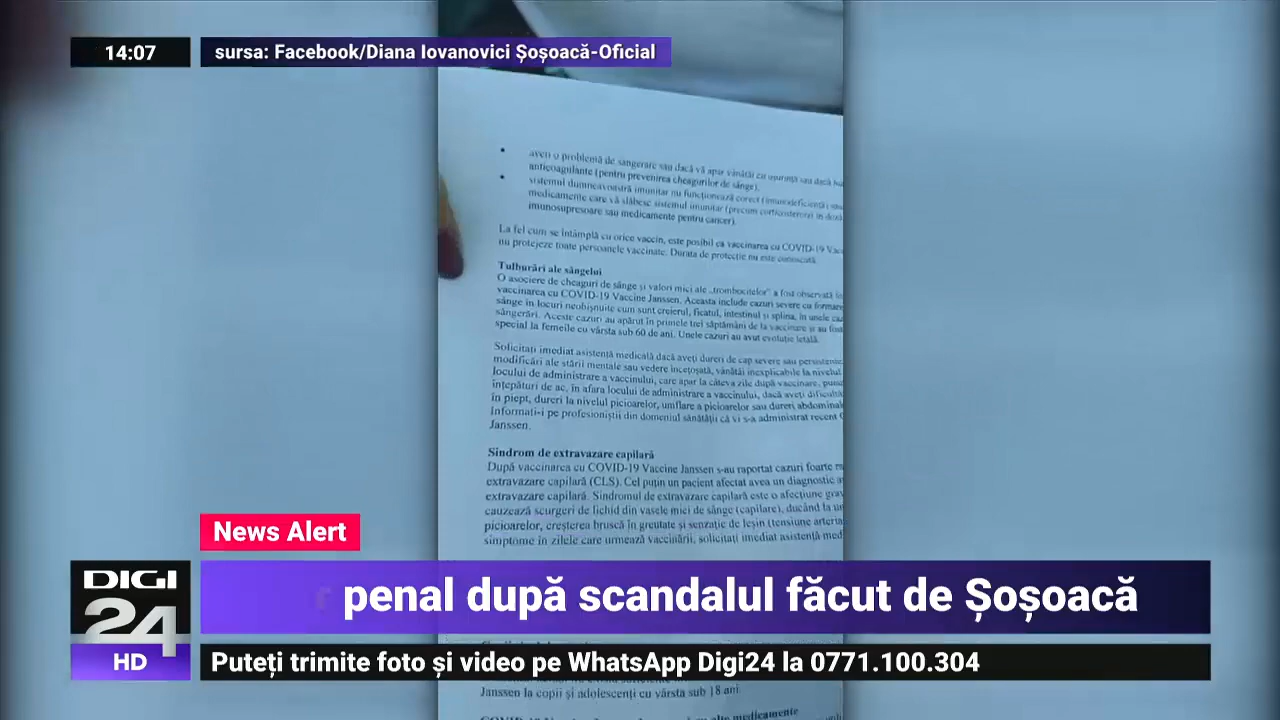 14:07
sursa: Facebook/Diana Iovanovici Șoșoacă-Oficial
• aveți o problemă de sângerare sau dacă vă apar vânătăi cu ușurință sau dacă
anticoagulante (pentru prevenirea cheagurilor de sânge).
• sistemul dumneavoastră imunitar nu funcționează corect (imunodeficiență) sau
medicamente care vă slăbesc sistemul imunitar (precum corticosteroizi în
imunosupresoare sau medicamente pentru cancer).
La fel cum se întâmplă cu orice vaccin, este posibil ca vaccinarea cu COVID-19
nu protejeze toate persoanele vaccinate. Durata de protecție nu este cunoscută.
Tulburări ale sângelui
O asociere de cheaguri de sânge și valori mici ale „trombocitelor" a fost observată
vaccinarea cu COVID-19 Vaccine Janssen. Aceasta include cazuri severe cu
sânge în locuri neobișnuite cum sunt creierul, ficatul, intestinul și splina, în unele
sângerări. Aceste cazuri au apărut în primele trei săptămâni de la vaccinare și au
special la femeile cu vârsta sub 60 de ani. Unele cazuri au avut evoluție letală.
Solicitați imediat asistență medicală dacă aveți dureri de cap severe sau persistente,
modificări ale stării mentale sau vedere încețoșată, vânătăi inexplicabile la nivelul
locului de administrare a vaccinului, care apar la câteva zile după vaccinare,
înțepături de ac, în afara locului de administrare a vaccinului, dacă aveți
în piept, dureri la nivelul picioarelor, umflare a picioarelor sau dureri
Informați-i pe profesioniștii din domeniul sănătății că vi s-a administrat recent
Janssen.
Sindrom de extravazare capilară
După vaccinarea cu COVID-19 Vaccine Janssen s-au raportat cazuri foarte
extravazare capilară (CLS). Cel puțin un pacient afectat avea un diagnostic
extravazare capilară. Sindromul de extravazare capilară este o afecțiune
cauzează scurgeri de lichid din vasele mici de sânge (capilare), ducând la
picioarelor, creșterea bruscă în greutate și senzație de leșin (tensiune
simptome în zilele care urmează vaccinării, solicitați imediat asistență
News Alert
penal după scandalul făcut de Șoșoacă
DIGI
24
HD
Puteți trimite foto și video pe WhatsApp Digi24 la 0771.100.304
Janssen la copii și adolescenți cu vârsta sub 18 ani